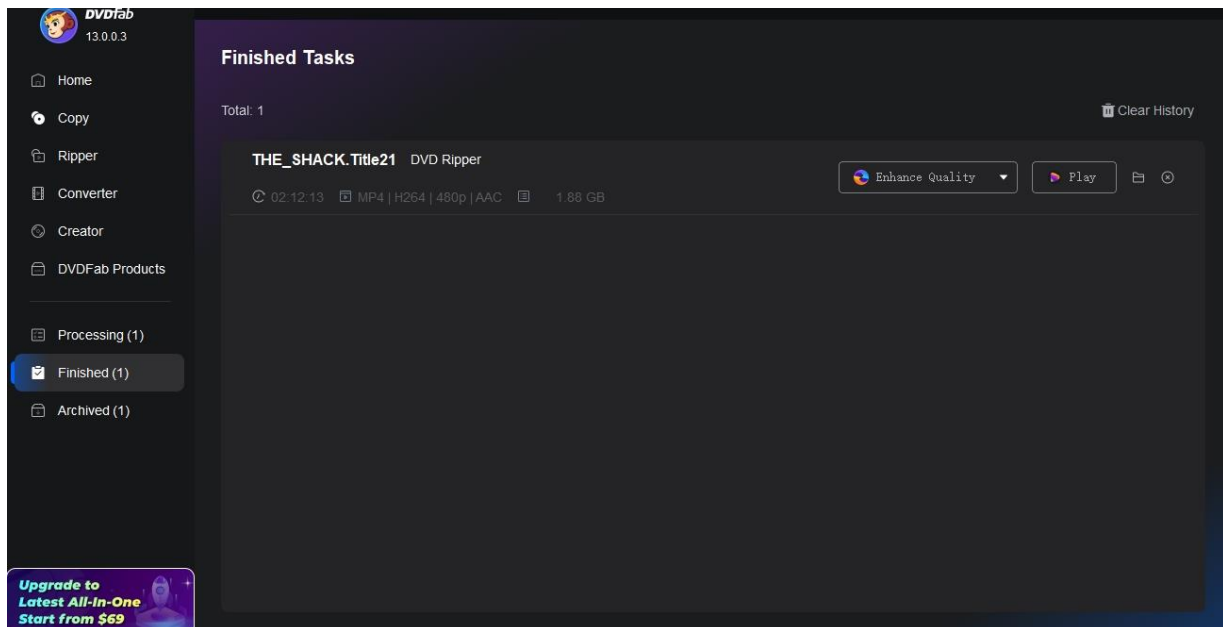 DVDFab
13.0.0.3
Home
Copy
Ripper
Converter
Creator
DVDFab Products
Processing (1)
Finished (1)
Archived (1)
Upgrade to
Latest All-In-One
Start from $69
Finished Tasks
Total: 1
Clear History
THE_SHACK.Title21 DVD Ripper
Enhance Quality
Play
02:12:13 MP4 | H264 | 480p | AAC 1.88 GB